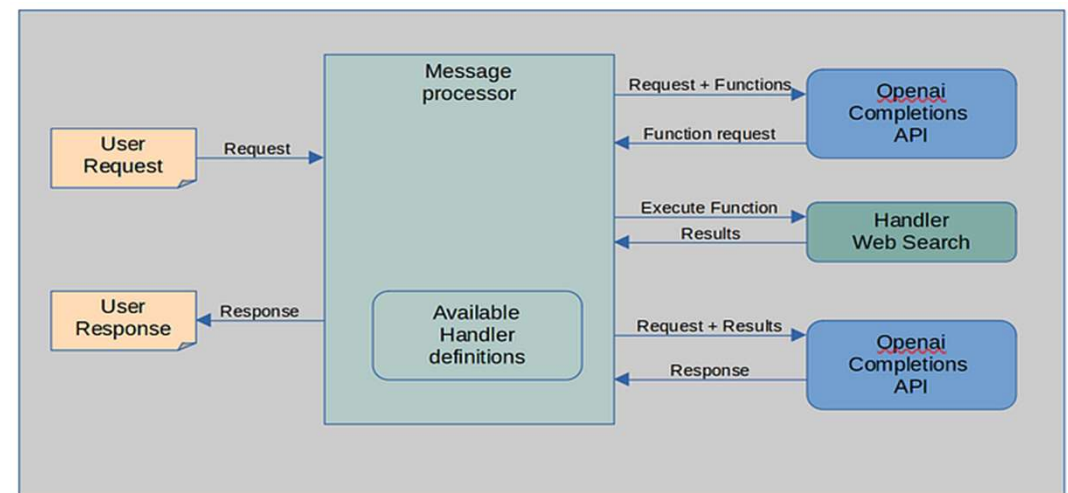 Message
processor
Request + Functions
Openai
Completions
API
Function request
User
Request
Request
Execute Function
Handler
Web Search
Results
User
Response
Response
Available
Handler
definitions
Request + Results
Openai
Completions
API
Response